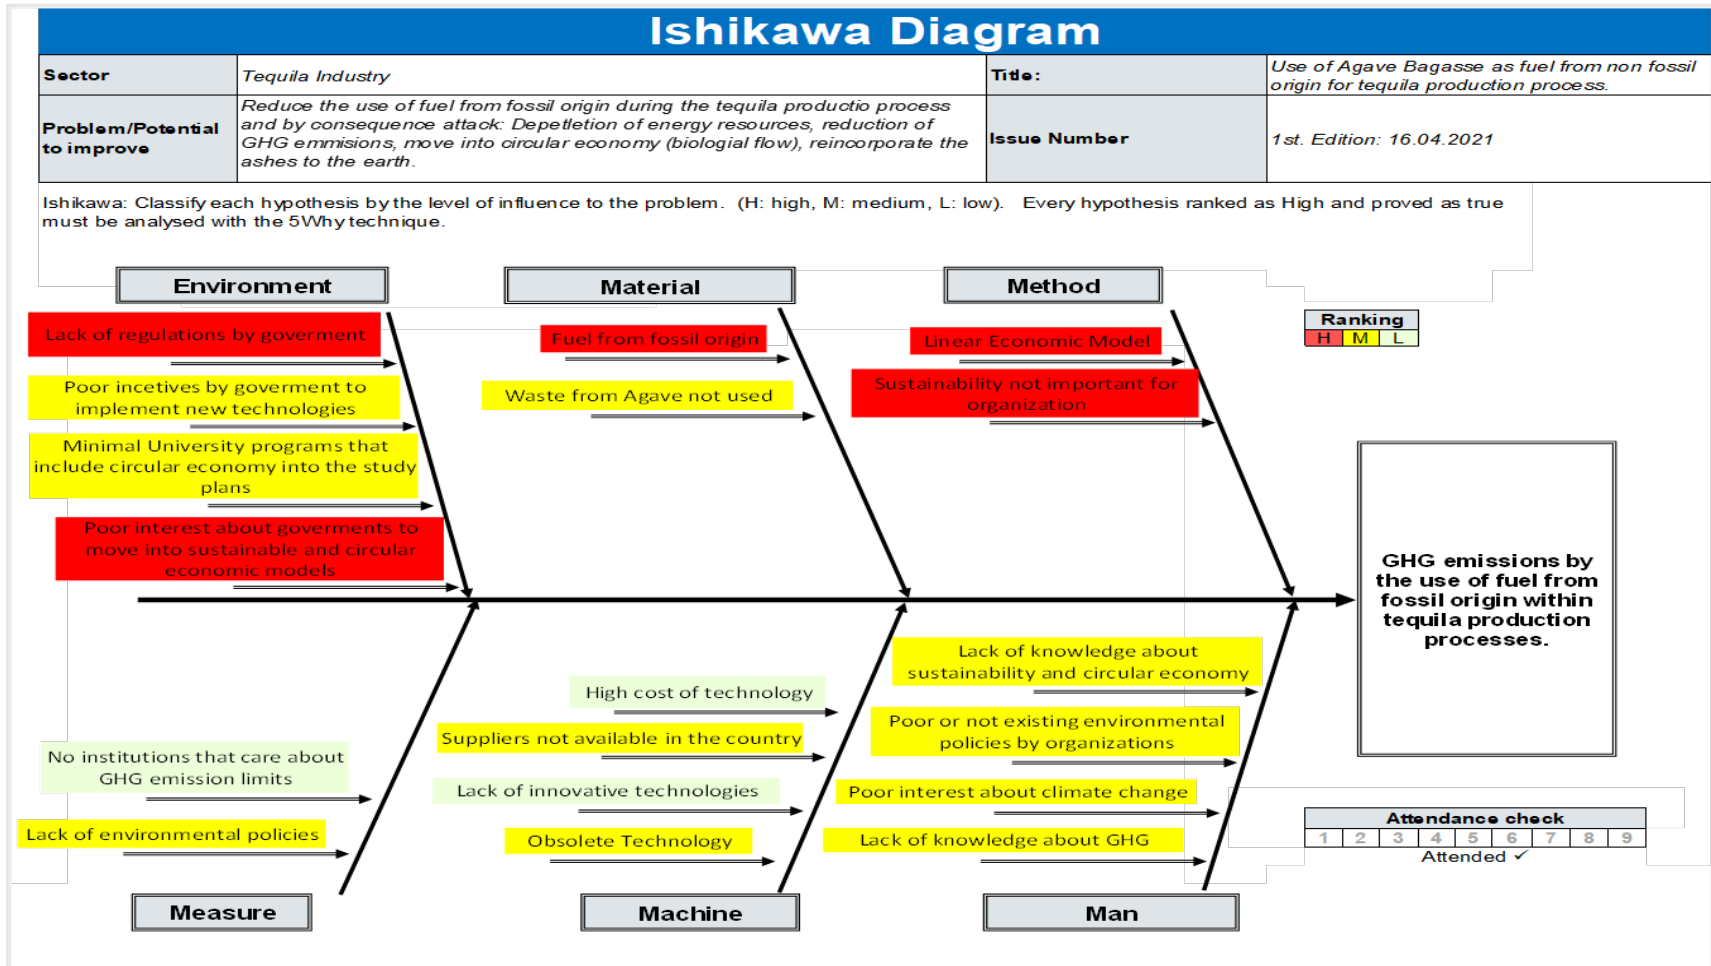 Ishikawa Diagram
Sector
Tequila Industry
Title:
Use of Agave Bagasse as fuel from non fossil
origin for tequila production process.
Problem/Potential
to improve
Reduce the use of fuel from fossil origin during the tequila productio process
and by consequence attack: Depetletion of energy resources, reduction of
GHG emmisions, move into circular economy (biologial flow), reincorporate the
ashes to the earth.
Issue Number
1st. Edition: 16.04.2021
Ishikawa: Classify each hypothesis by the level of influence to the problem. (H: high, M: medium, L: low). Every hypothesis ranked as High and proved as true
must be analysed with the 5Why technique.
Environment
Material
Method
Ranking
H M L
Lack of regulations by goverment
Poor incetives by goverment to
implement new technologies
Minimal University programs that
include circular economy into the study
plans
Poor interest about goverments to
move into sustainable and circular
economic models
Fuel from fossil origin
Waste from Agave not used
Linear Economic Model
Sustainability not important for
organization
GHG emissions by
the use of fuel from
fossil origin within
tequila production
processes.
No institutions that care about
GHG emission limits
Lack of environmental policies
High cost of technology
Suppliers not available in the country
Lack of innovative technologies
Obsolete Technology
Lack of knowledge about
sustainability and circular economy
Poor or not existing environmental
policies by organizations
Poor interest about climate change
Lack of knowledge about GHG
Attendance check
1 2 3 4 5 6 7 8 9
Attended ✓
Measure
Machine
Man